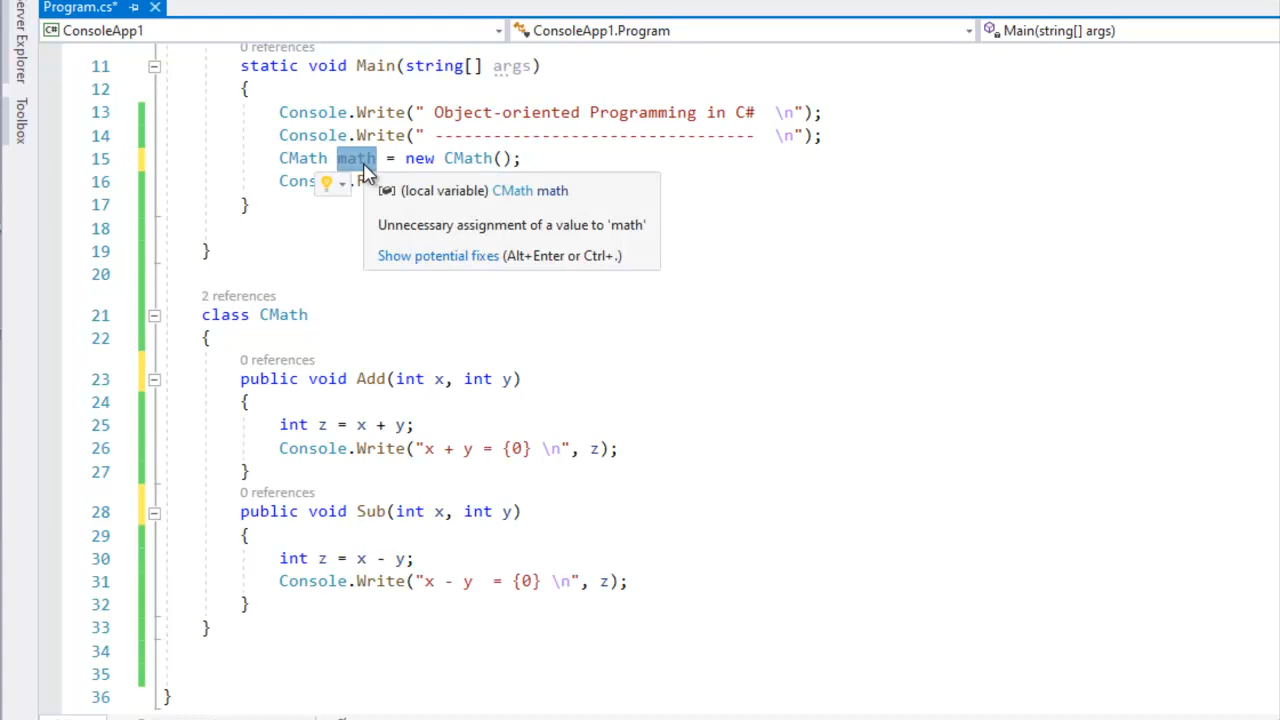 Program.cs*
Server Explorer
Toolbox
ConsoleApp1
ConsoleApp1.Program
Main(string[] args)
0 references
11 static void Main(string[] args)
12 {
13 Console.Write(" Object-oriented Programming in C#  \n");
14 Console.Write(" ---------------------------------  \n");
15 CMath math = new CMath();
16 Cons .R
(local variable) CMath math
17 }
Unnecessary assignment of a value to 'math'
18
19 }
Show potential fixes (Alt+Enter or Ctrl+.)
20
2 references
21 class CMath
22 {
0 references
23 public void Add(int x, int y)
24 {
25 int z = x + y;
26 Console.Write("x + y = {0} \n", z);
27 }
0 references
28 public void Sub(int x, int y)
29 {
30 int z = x - y;
31 Console.Write("x - y  = {0} \n", z);
32 }
33 }
34
35
36 }